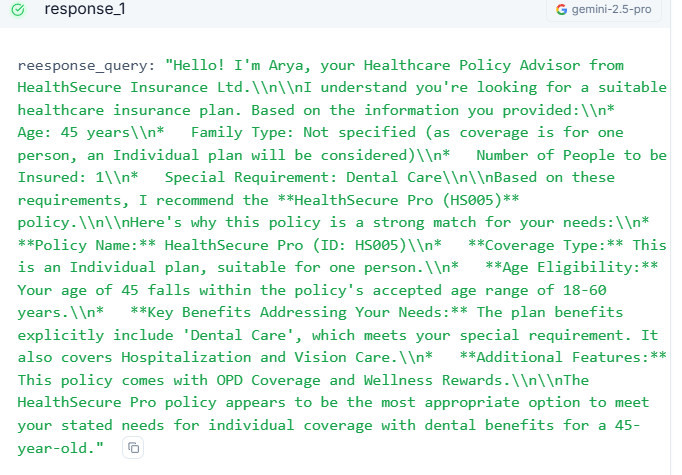 response_1
gemini-2.5-pro
reesponse_query: "Hello! I'm Arya, your Healthcare Policy Advisor from
HealthSecure Insurance Ltd.\\n\\nI understand you're looking for a suitable
healthcare insurance plan. Based on the information you provided:\\n*
Age: 45 years\\n*   Family Type: Not specified (as coverage is for one
person, an Individual plan will be considered)\\n*   Number of People to be
Insured: 1\\n*   Special Requirement: Dental Care\\n\\nBased on these
requirements, I recommend the **HealthSecure Pro (HS005)**
policy.\\n\\nHere's why this policy is a strong match for your needs:\\n*
**Policy Name:** HealthSecure Pro (ID: HS005)\\n*   **Coverage Type:** This
is an Individual plan, suitable for one person.\\n*   **Age Eligibility:**
Your age of 45 falls within the policy's accepted age range of 18-60
years.\\n*   **Key Benefits Addressing Your Needs:** The plan benefits
explicitly include 'Dental Care', which meets your special requirement. It
also covers Hospitalization and Vision Care.\\n*   **Additional Features:**
This policy comes with OPD Coverage and Wellness Rewards.\\n\\nThe
HealthSecure Pro policy appears to be the most appropriate option to meet
your stated needs for individual coverage with dental benefits for a 45-
year-old."